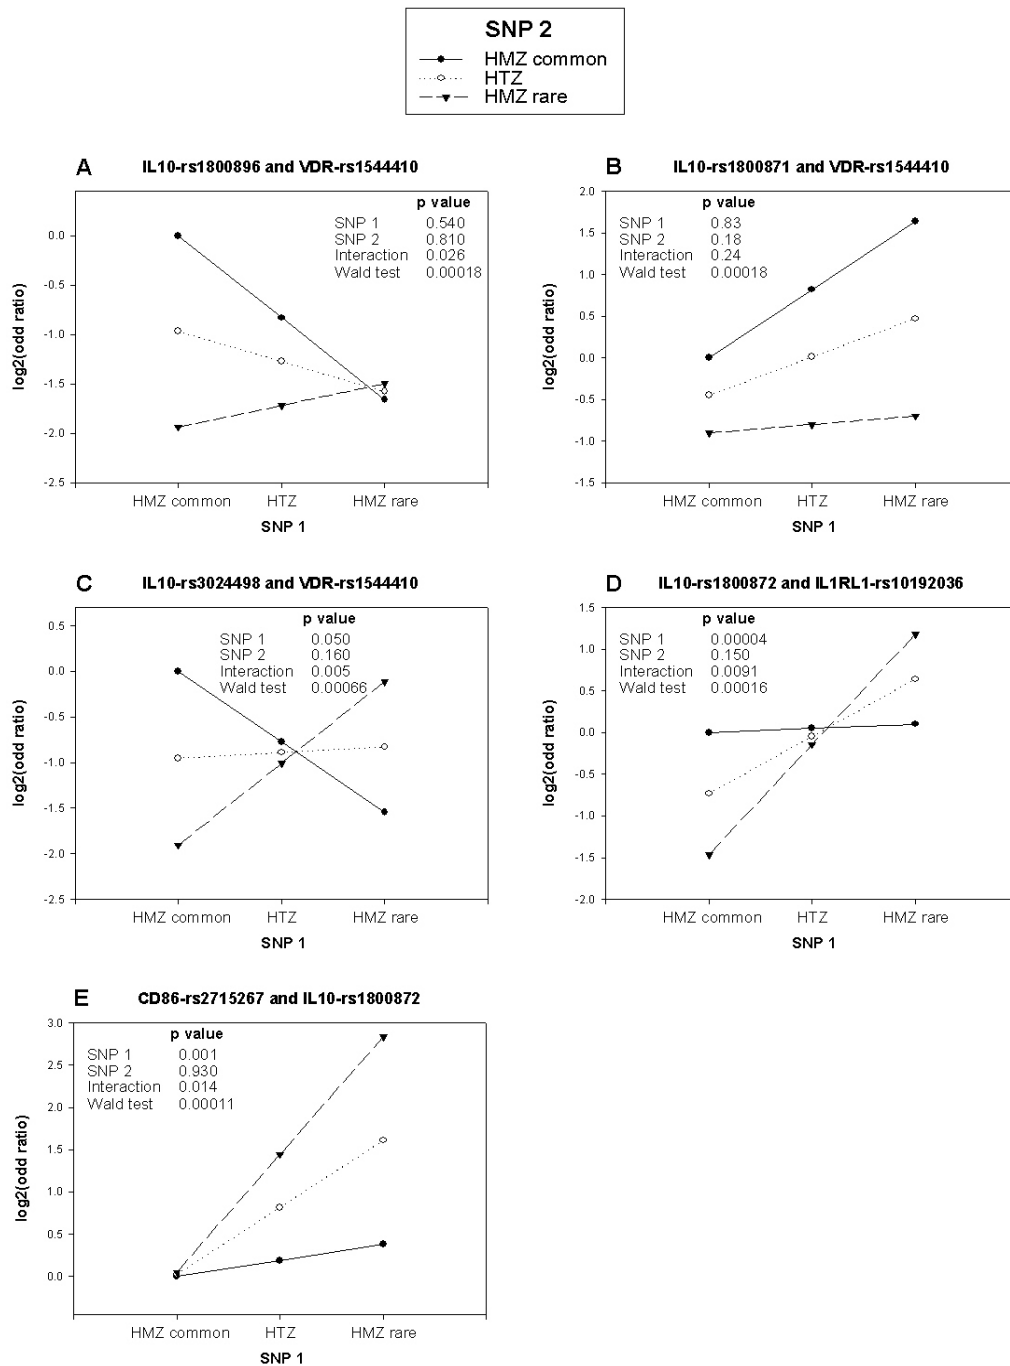 SNP 2
HMZ common
HTZ
HMZ rare
A IL10-rs1800896 and VDR-rs1544410
p value
SNP 1 0.540
SNP 2 0.810
Interaction 0.026
Wald test 0.00018
0.0
-0.5
-1.0
-1.5
-2.0
-2.5
log2(odd ratio)
HMZ common HTZ HMZ rare
SNP 1
B IL10-rs1800871 and VDR-rs1544410
p value
SNP 1 0.83
SNP 2 0.18
Interaction 0.24
Wald test 0.00018
2.0
1.5
1.0
0.5
0.0
-0.5
-1.0
-1.5
log2(odd ratio)
HMZ common HTZ HMZ rare
SNP 1
C IL10-rs3024498 and VDR-rs1544410
p value
SNP 1 0.050
SNP 2 0.160
Interaction 0.005
Wald test 0.00066
0.5
0.0
-0.5
-1.0
-1.5
-2.0
-2.5
log2(odd ratio)
HMZ common HTZ HMZ rare
SNP 1
D IL10-rs1800872 and IL1RL1-rs10192036
p value
SNP 1 0.00004
SNP 2 0.150
Interaction 0.0091
Wald test 0.00016
1.5
1.0
0.5
0.0
-0.5
-1.0
-1.5
-2.0
log2(odd ratio)
HMZ common HTZ HMZ rare
SNP 1
E CD86-rs2715267 and IL10-rs1800872
p value
SNP 1 0.001
SNP 2 0.930
Interaction 0.014
Wald test 0.00011
3.0
2.5
2.0
1.5
1.0
0.5
0.0
log2(odd ratio)
HMZ common HTZ HMZ rare
SNP 1